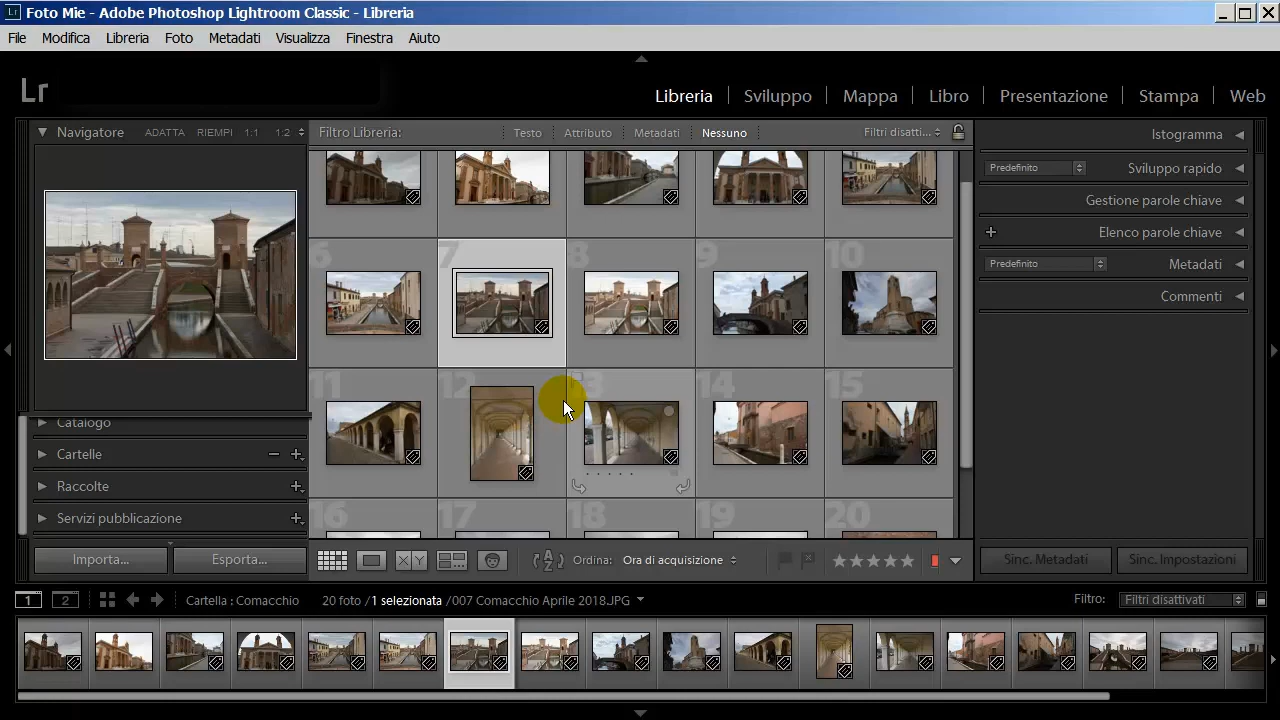 Lr Foto Mie - Adobe Photoshop Lightroom Classic - Libreria
File Modifica Libreria Foto Metadati Visualizza Finestra Aiuto
Lr
Libreria Sviluppo Mappa Libro Presentazione Stampa Web
Navigatore ADATTA RIEMPI 1:1 1:2
Filtro Libreria: Testo Attributo Metadati Nessuno Filtri disatti...
Istogramma
Predefinito Sviluppo rapido
Gestione parole chiave
Elenco parole chiave
Predefinito Metadati
Commenti
6 7 8 9 10
11 12 13 14 15
16 17 18 19 20
Catalogo
Cartelle
Raccolte
Servizi pubblicazione
Importa... Esporta...
XY
AZ
Ordina: Ora di acquisizione
Sinc. Metadati Sinc. Impostazioni
1 2 Cartella : Comacchio 20 foto /1 selezionata /007 Comacchio Aprile 2018.JPG
Filtro: Filtri disattivati